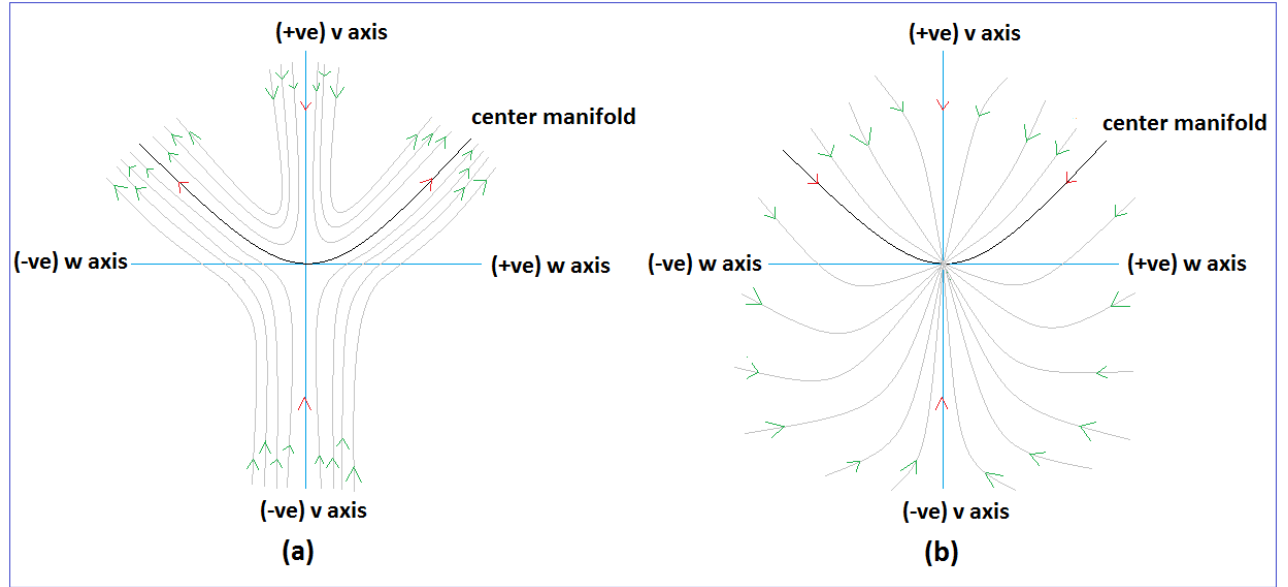 (+ve) v axis
center manifold
(-ve) w axis
(+ve) w axis
(-ve) v axis
(a)
(+ve) v axis
center manifold
(-ve) w axis
(+ve) w axis
(-ve) v axis
(b)